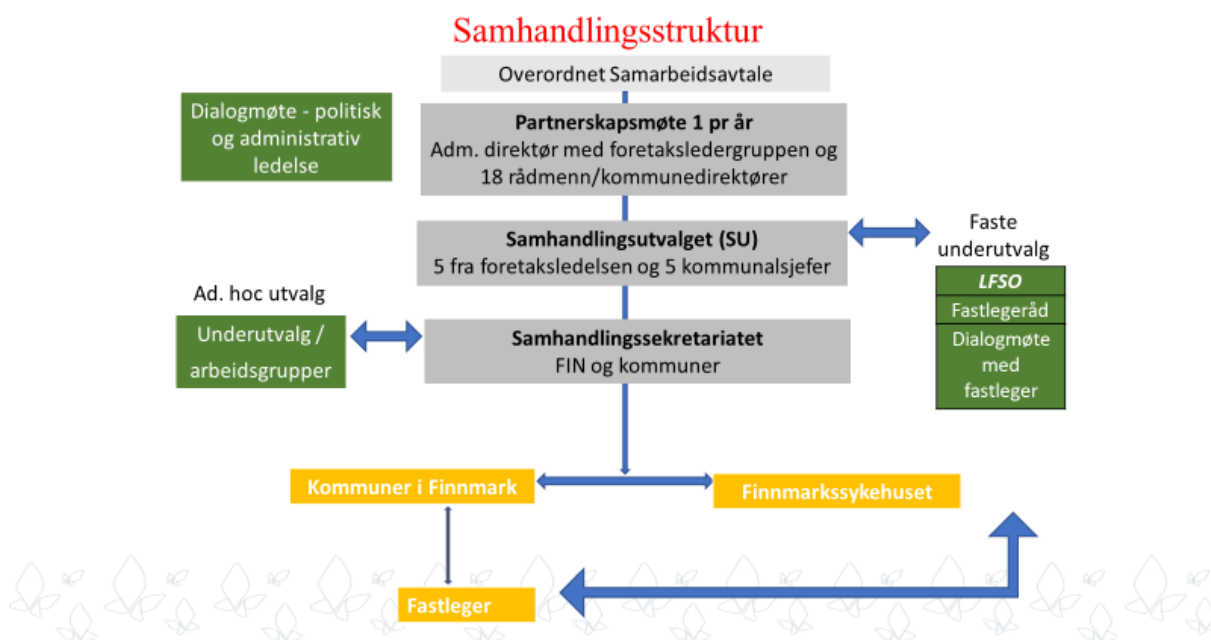 Samhandlingsstruktur
Overordnet Samarbeidsavtale
Dialogmøte - politisk
og administrativ
ledelse
Partnerskapsmøte 1 pr år
Adm. direktør med foretaksledergruppen og
18 rådmenn/kommunedirektører
Samhandlingsutvalget (SU)
5 fra foretaksledelsen og 5 kommunalsjefer
Faste
underutvalg
LFSO
Fastlegeråd
Dialogmøte
med
fastleger
Ad. hoc utvalg
Underutvalg /
arbeidsgrupper
Samhandlingssekretariatet
FIN og kommuner
Kommuner i Finnmark
Finnmarkssykehuset
Fastleger